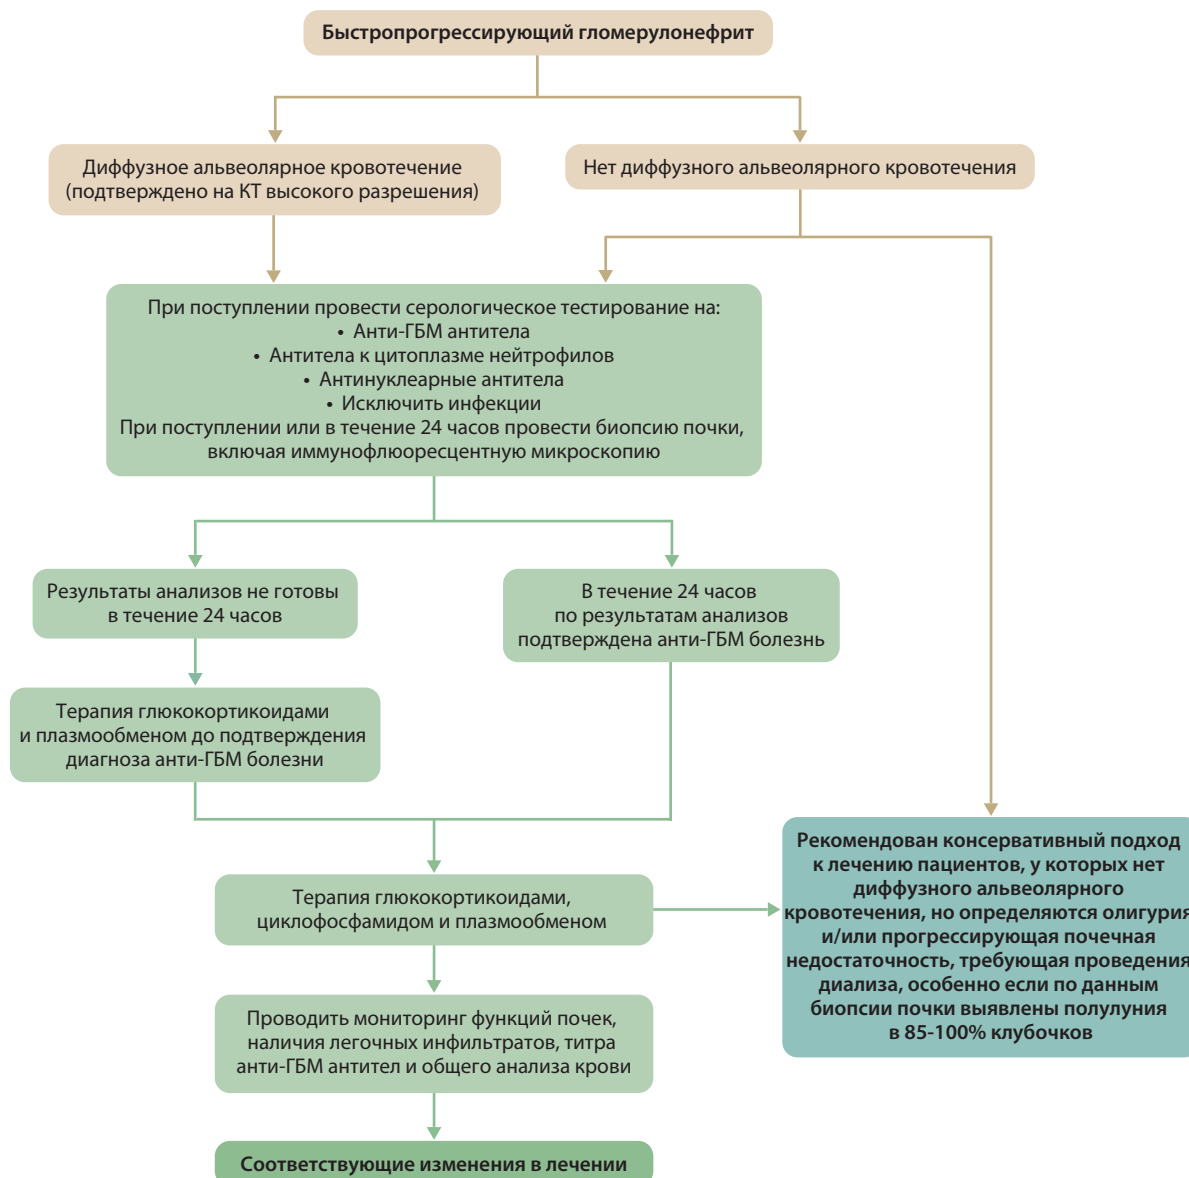 Быстропрогрессирующий гломерулонефрит
Диффузное альвеолярное кровотечение
(подтверждено на КТ высокого разрешения)
Нет диффузного альвеолярного кровотечения
При поступлении провести серологическое тестирование на:
• Анти-ГБМ антитела
• Антитела к цитоплазме нейтрофилов
• Антинуклеарные антитела
• Исключить инфекции
При поступлении или в течение 24 часов провести биопсию почки,
включая иммунофлюоресцентную микроскопию
Результаты анализов не готовы
в течение 24 часов
В течение 24 часов
по результатам анализов
подтверждена анти-ГБМ болезнь
Терапия глюкокортикоидами
и плазмообменом до подтверждения
диагноза анти-ГБМ болезни
Терапия глюкокортикоидами,
циклофосфамидом и плазмообменом
Рекомендован консервативный подход
к лечению пациентов, у которых нет
диффузного альвеолярного
кровотечения, но определяются олигурия
и/или прогрессирующая почечная
недостаточность, требующая проведения
диализа, особенно если по данным
биопсии почки выявлены полулуния
в 85-100% клубочков
Проводить мониторинг функций почек,
наличия легочных инфильтратов, титра
анти-ГБМ антител и общего анализа крови
Соответствующие изменения в лечении